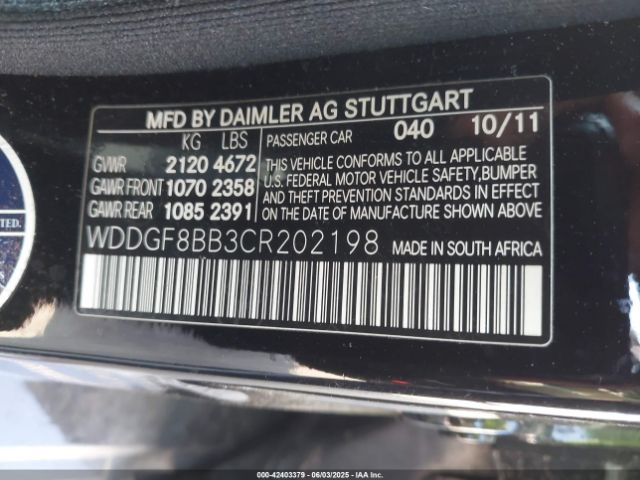 MFD BY DAIMLER AG STUTTGART
KG LBS
GVWR 2120 4672
GAWR FRONT 1070 2358
GAWR REAR 1085 2391
PASSENGER CAR 040 10/11
THIS VEHICLE CONFORMS TO ALL APPLICABLE
U.S. FEDERAL MOTOR VEHICLE SAFETY,BUMPER
AND THEFT PREVENTION STANDARDS IN EFFECT
ON THE DATE OF MANUFACTURE SHOWN ABOVE
WDDGF8BB3CR202198 MADE IN SOUTH AFRICA
000-42403379 - 06/03/2025 - IAAI.COM